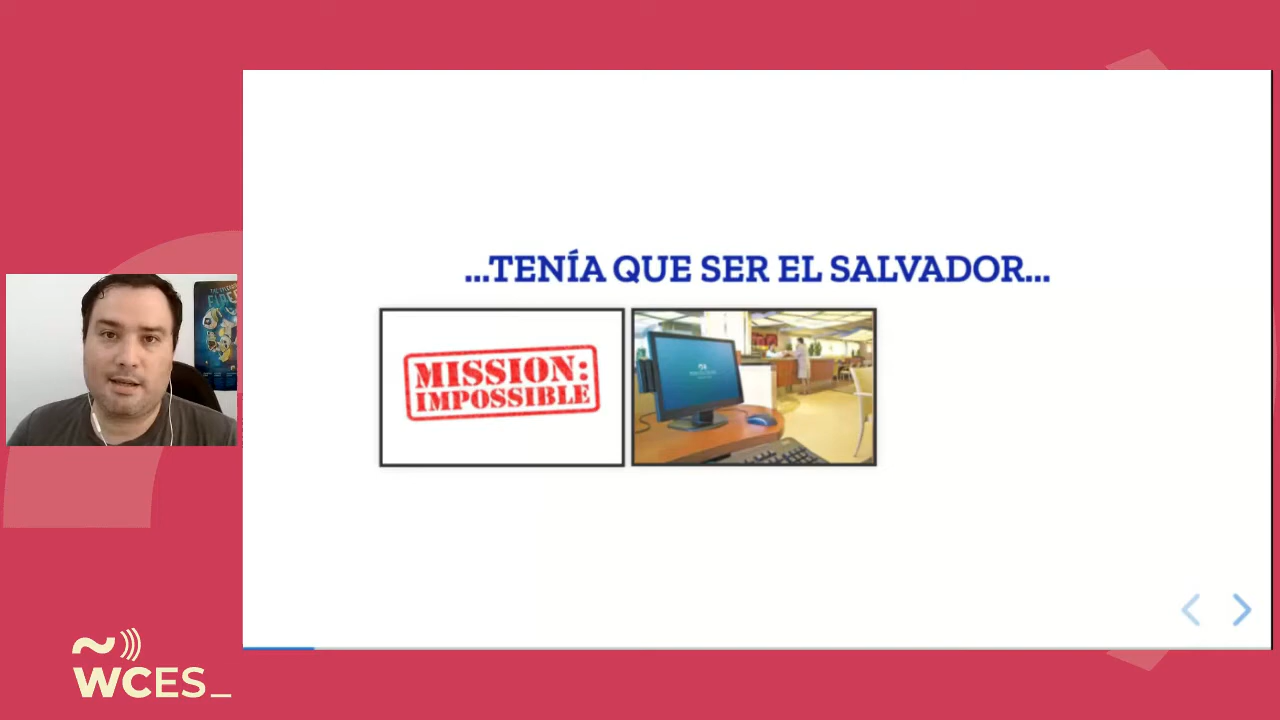 ...TENÍA QUE SER EL SALVADOR...
MISSION:
IMPOSSIBLE
WCES_